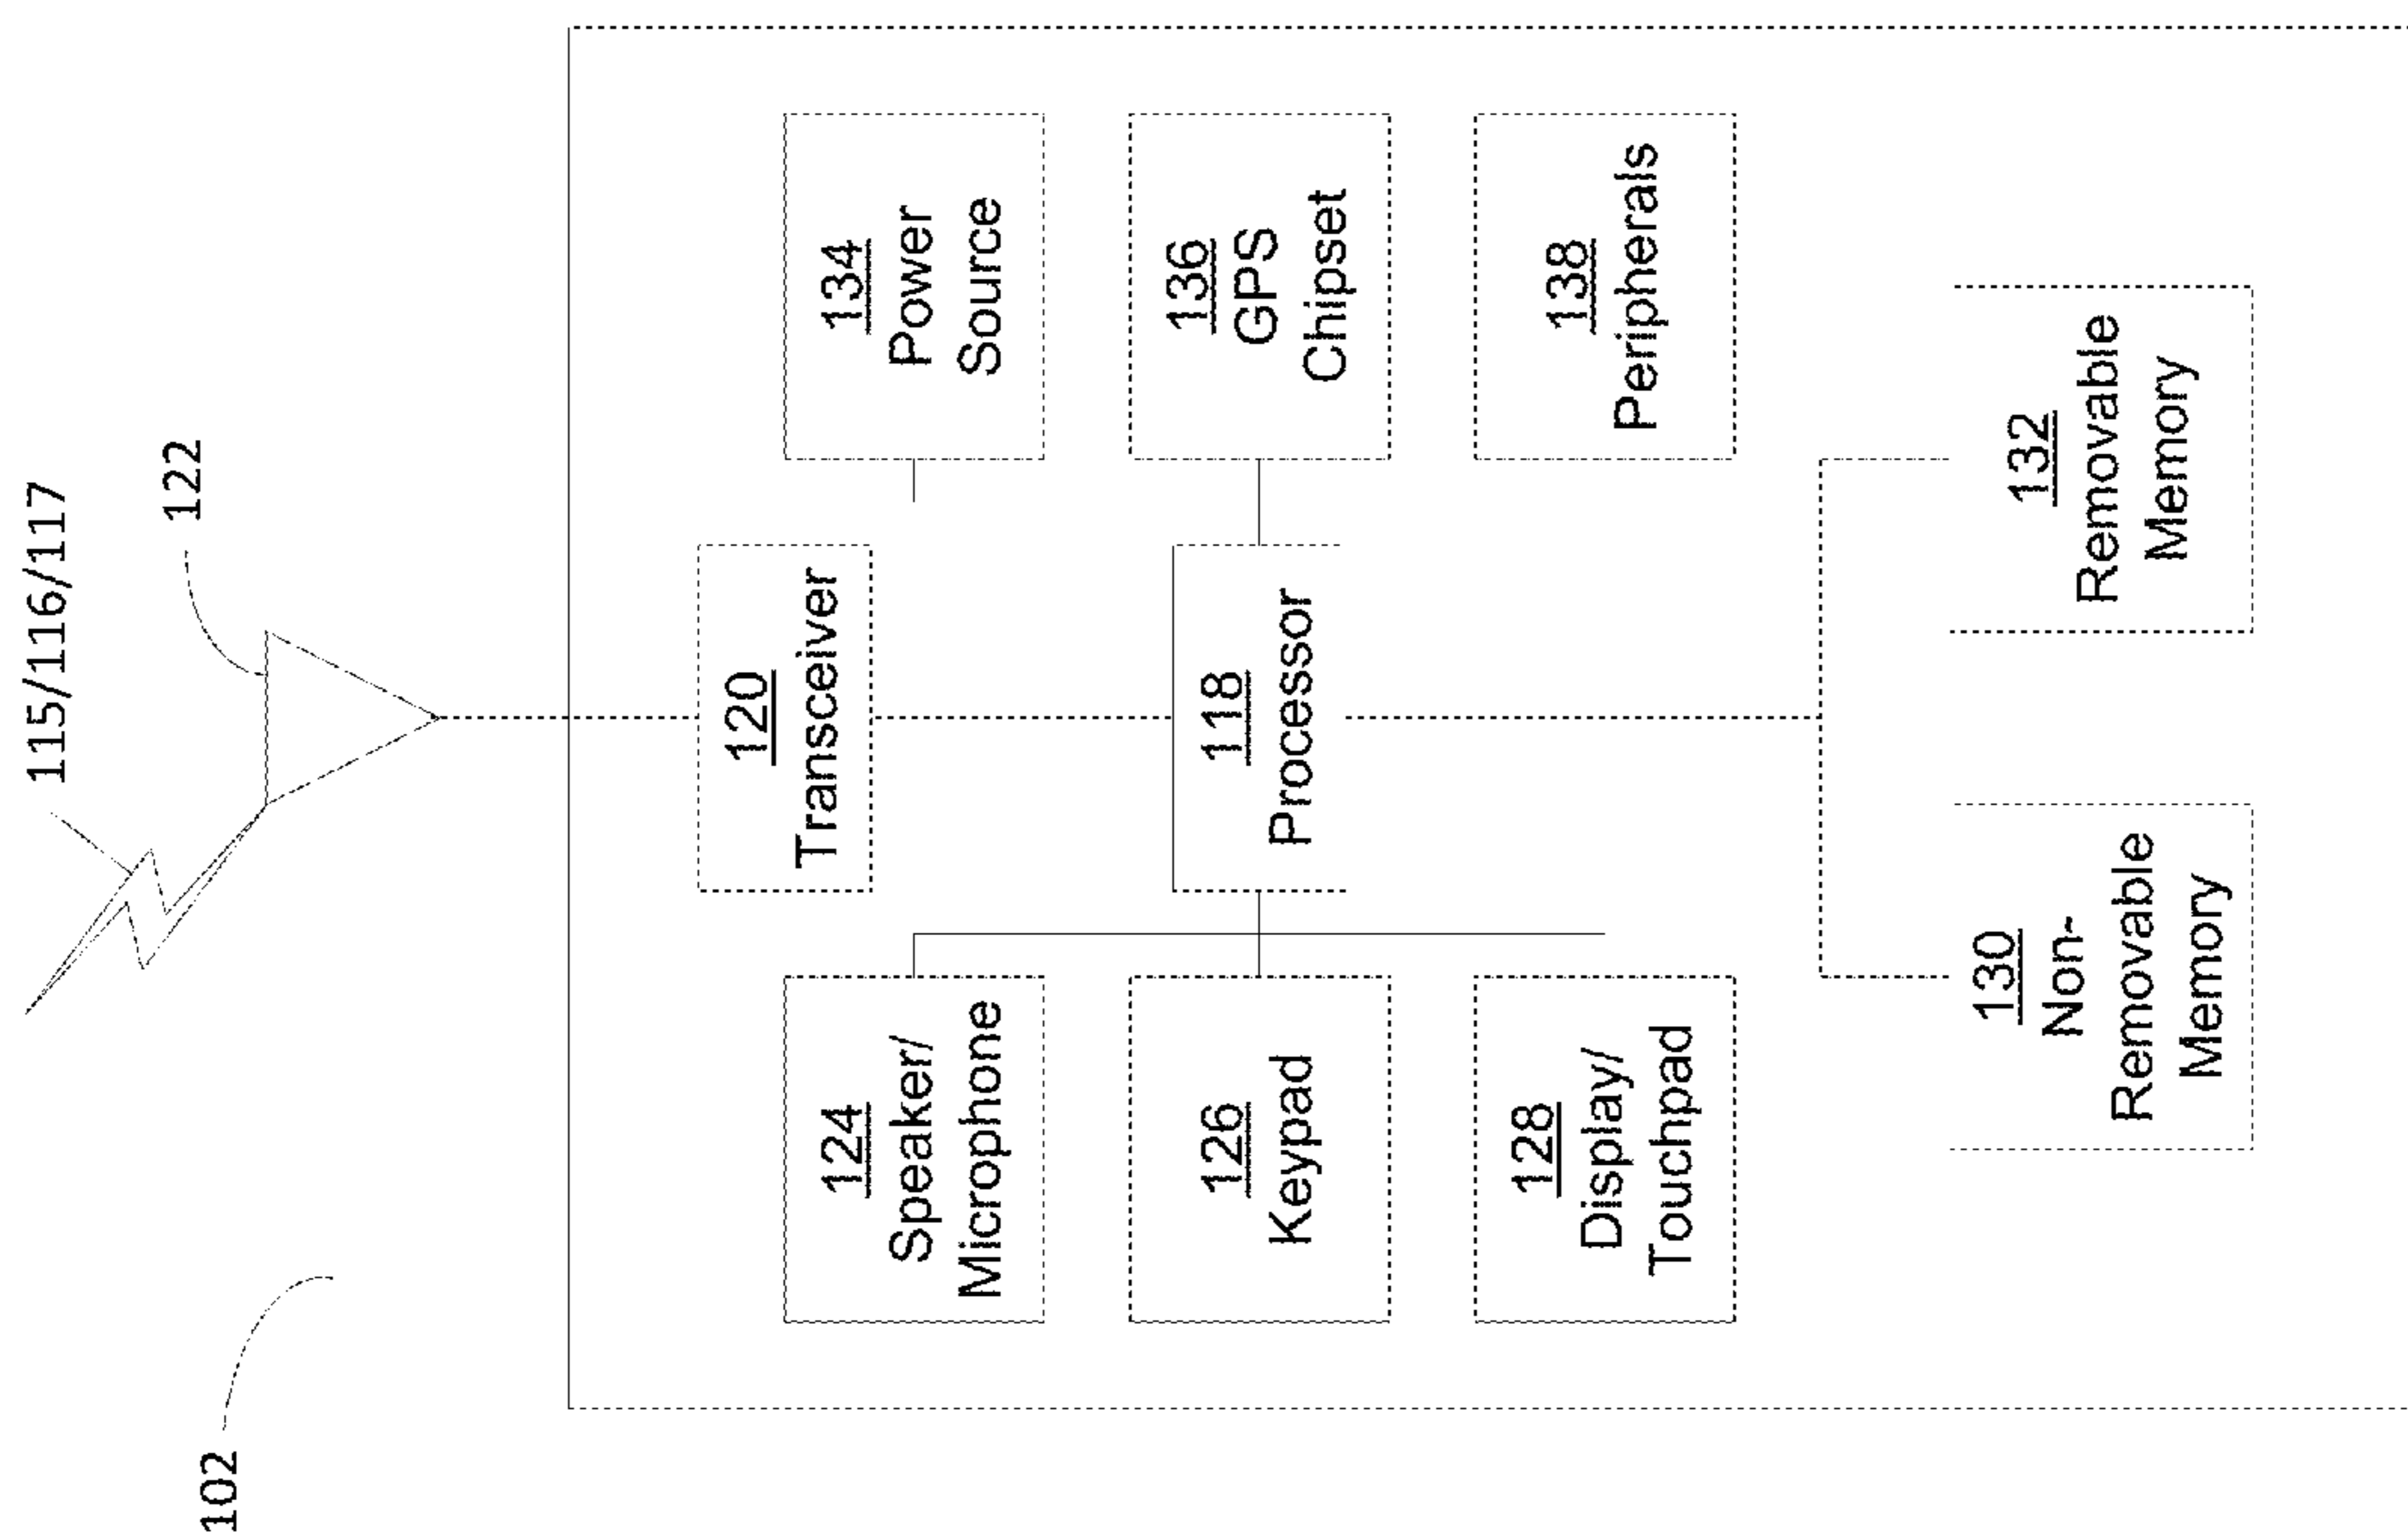 115/116/117
102
122
120
Transceiver
124
Speaker/
Microphone
134
Power
Source
126
Keypad
118
Processor
136
GPS
Chipset
128
Display/
Touchpad
138
Peripherals
130
Non-
Removable
Memory
132
Removable
Memory